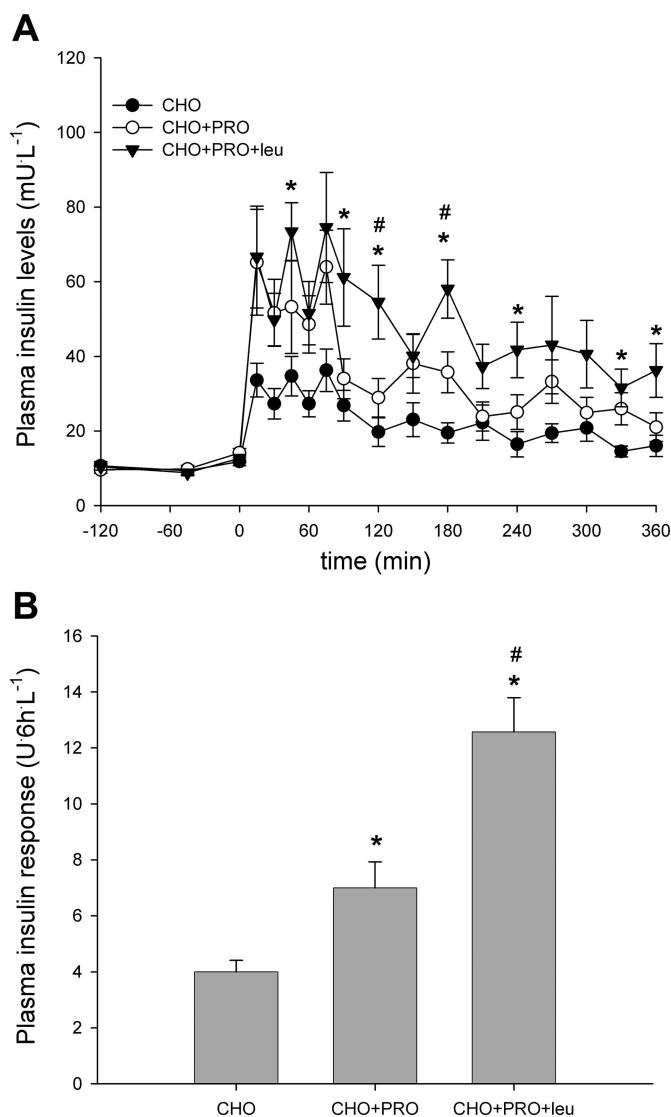 A
Plasma insulin levels (mU·L-1)
120
100
80
60
40
20
0
CHO
CHO+PRO
CHO+PRO+leu
* * # * # * * * *
-120 -60 0 60 120 180 240 300 360
time (min)
B
Plasma insulin response (U·6h·L-1)
16
14
12
10
8
6
4
2
0
*
#
*
CHO CHO+PRO CHO+PRO+leu